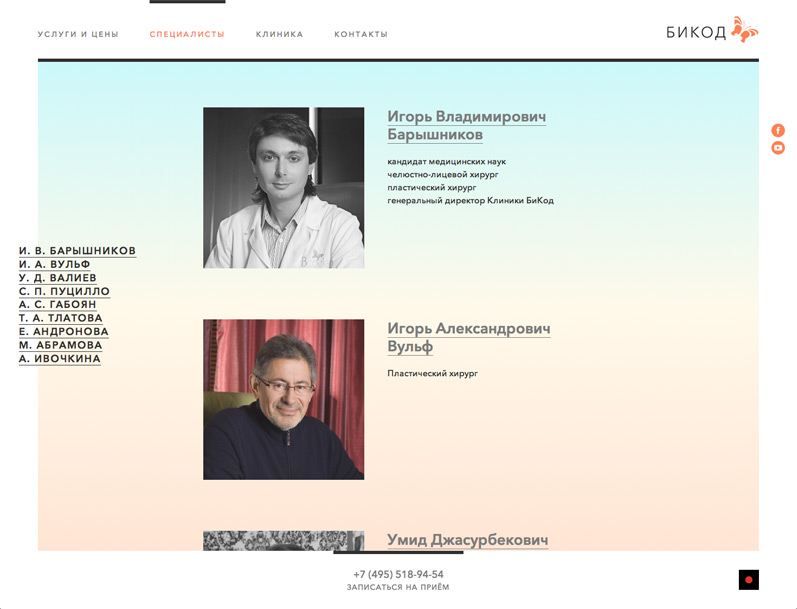 УСЛУГИ И ЦЕНЫ СПЕЦИАЛИСТЫ КЛИНИКА КОНТАКТЫ
БИКОД
Игорь Владимирович
Барышников
кандидат медицинских наук
челюстно-лицевой хирург
пластический хирург
генеральный директор Клиники БиКод
И. В. БАРЫШНИКОВ
И. А. ВУЛЬФ
У. Д. ВАЛИЕВ
С. П. ПУЦИЛЛО
А. С. ГАБОЯН
Т. А. ТЛАТОВА
Е. АНДРОНОВА
М. АБРАМОВА
А. ИВОЧКИНА
Игорь Александрович
Вульф
Пластический хирург
Умид Джасурбекович
+7 (495) 518-94-54
ЗАПИСАТЬСЯ НА ПРИЁМ